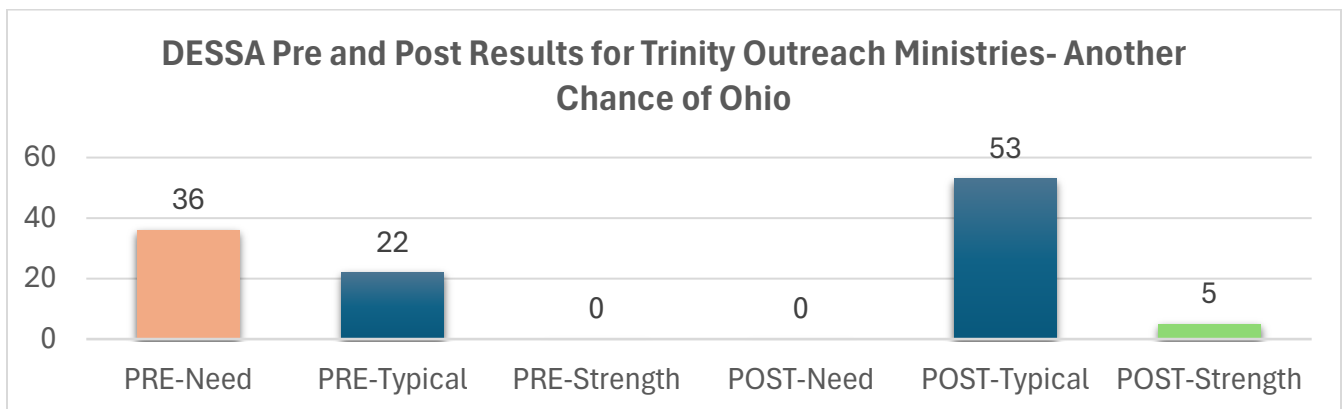 DESSA Pre and Post Results for Trinity Outreach Ministries- Another
Chance of Ohio
60
40
20
0
36
22
0
0
53
5
PRE-Need
PRE-Typical
PRE-Strength
POST-Need
POST-Typical
POST-Strength